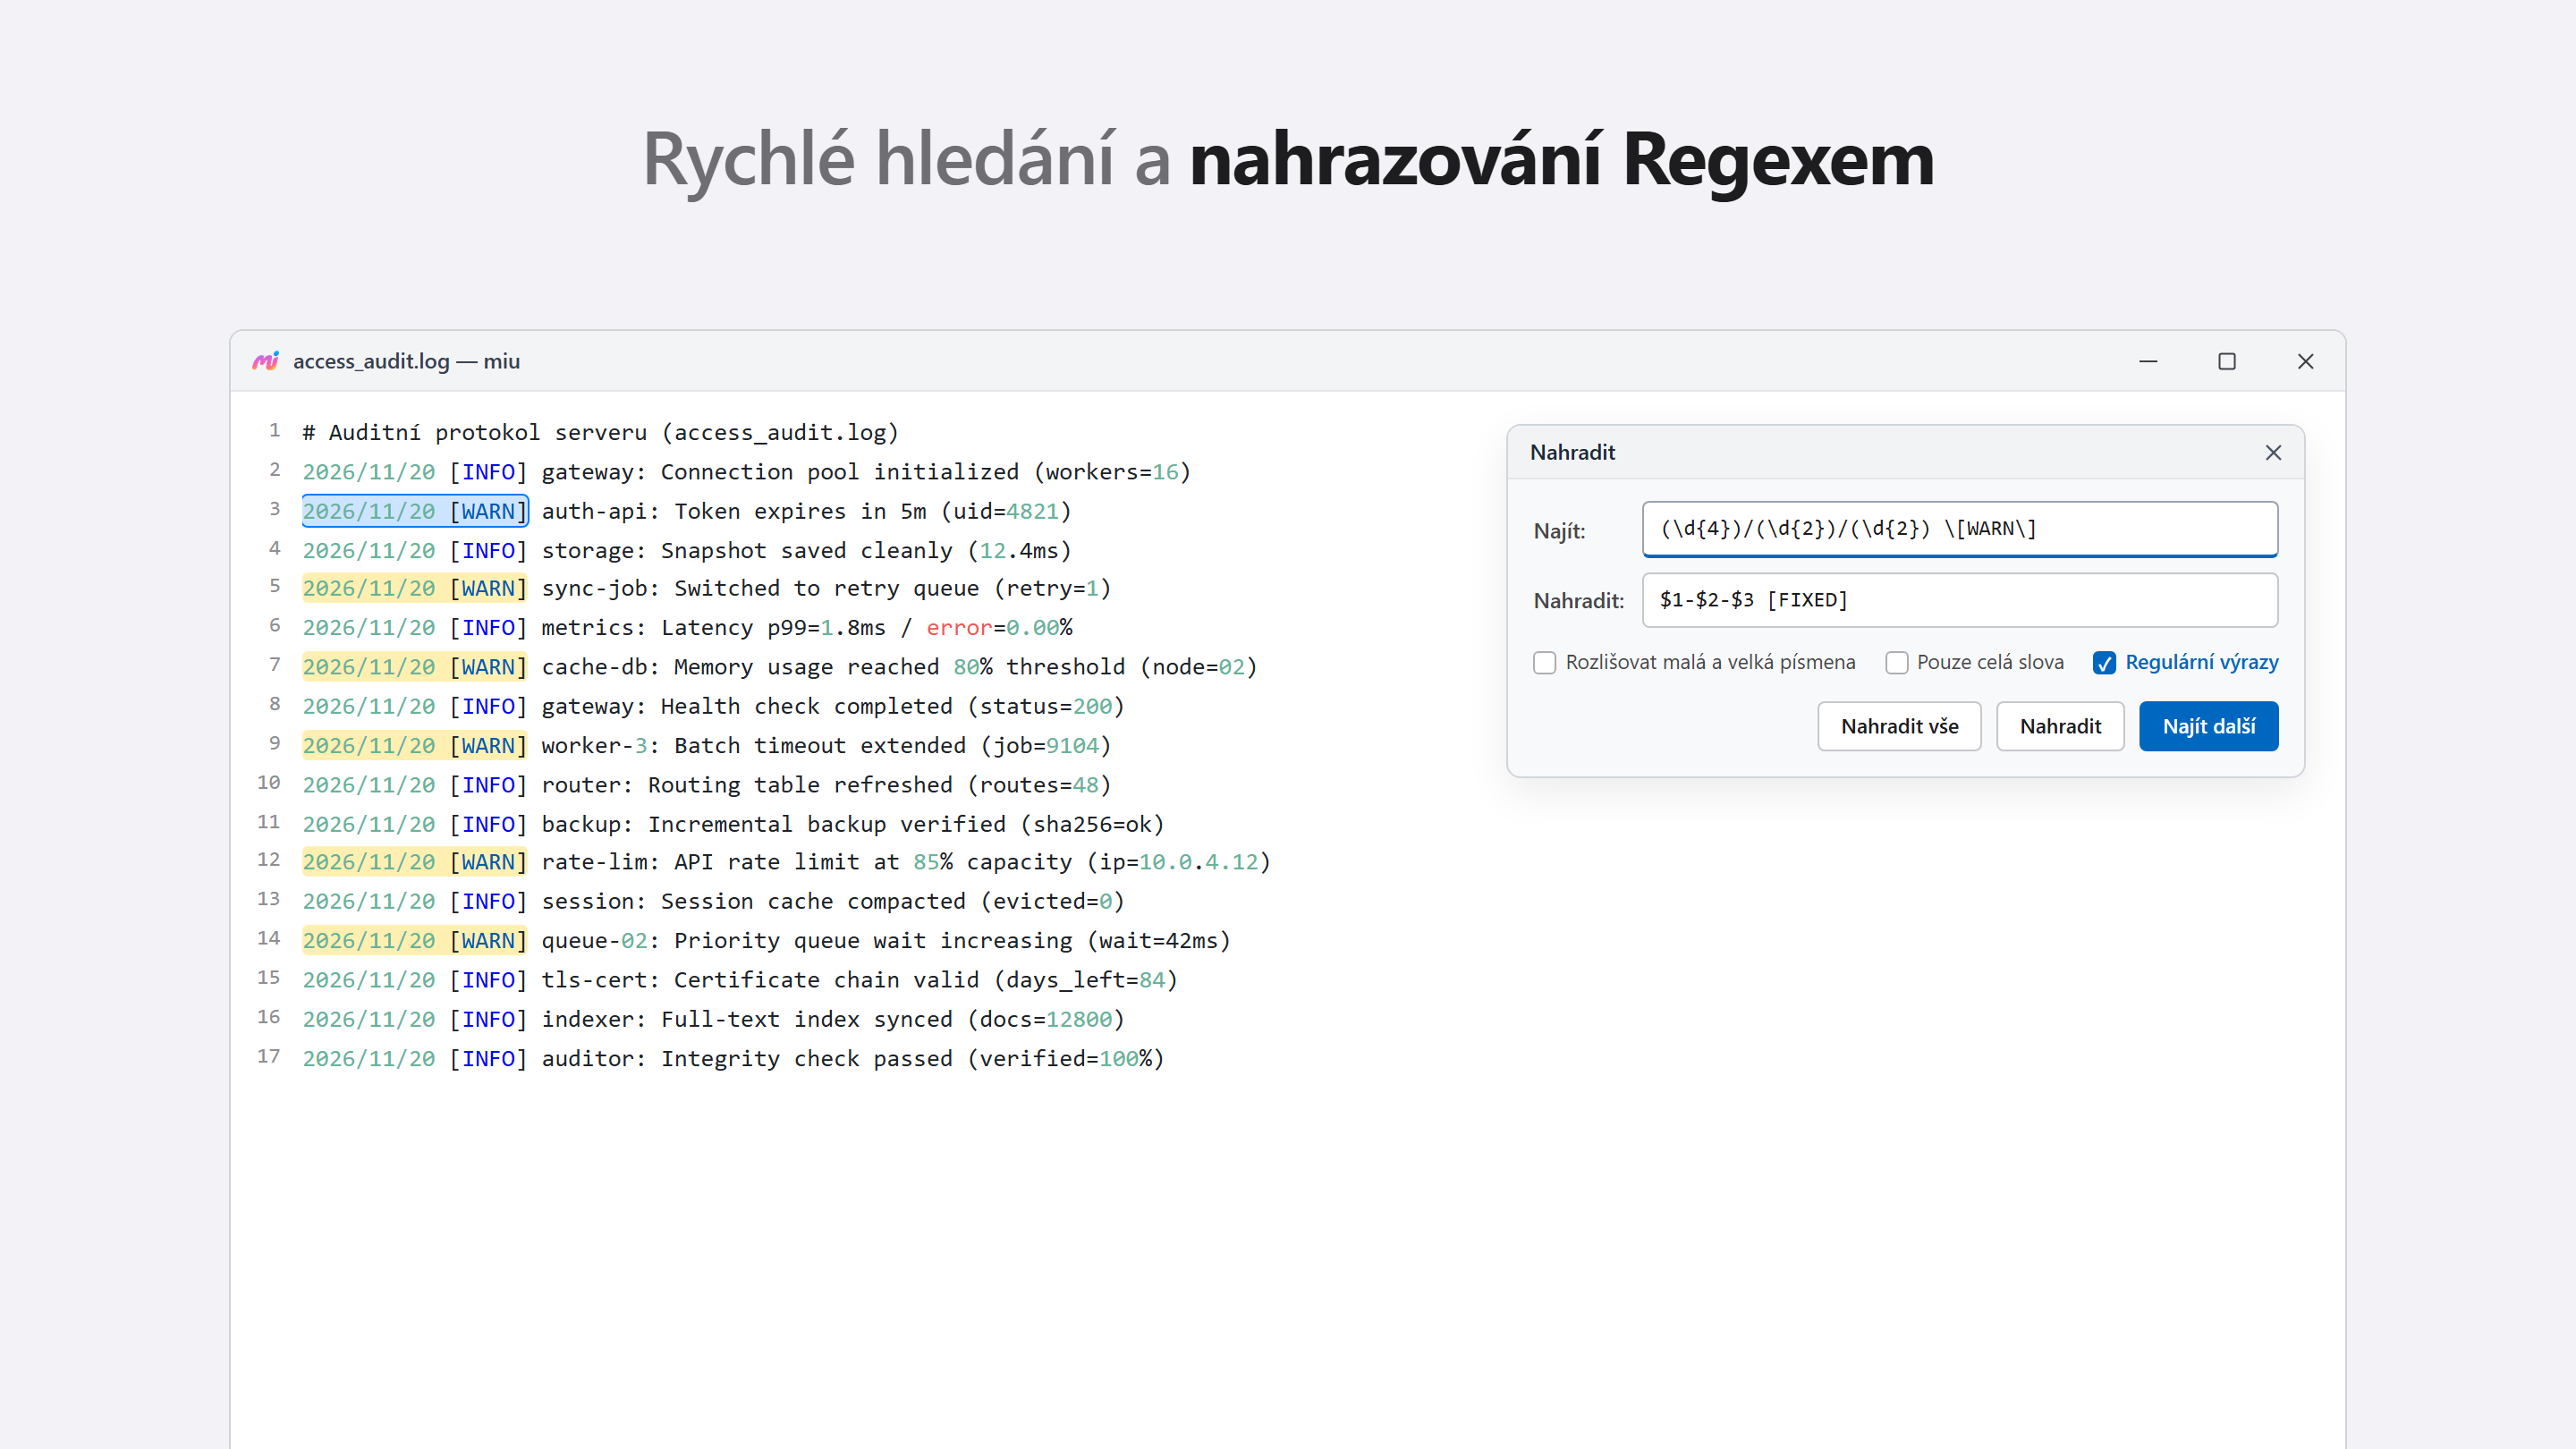 Rychlé hledání a nahrazování Regexem
access_audit.log — miu
1 # Auditní protokol serveru (access_audit.log)
2 2026/11/20 [INFO] gateway: Connection pool initialized (workers=16)
3 2026/11/20 [WARN] auth-api: Token expires in 5m (uid=4821)
4 2026/11/20 [INFO] storage: Snapshot saved cleanly (12.4ms)
5 2026/11/20 [WARN] sync-job: Switched to retry queue (retry=1)
6 2026/11/20 [INFO] metrics: Latency p99=1.8ms / error=0.00%
7 2026/11/20 [WARN] cache-db: Memory usage reached 80% threshold (node=02)
8 2026/11/20 [INFO] gateway: Health check completed (status=200)
9 2026/11/20 [WARN] worker-3: Batch timeout extended (job=9104)
10 2026/11/20 [INFO] router: Routing table refreshed (routes=48)
11 2026/11/20 [INFO] backup: Incremental backup verified (sha256=ok)
12 2026/11/20 [WARN] rate-lim: API rate limit at 85% capacity (ip=10.0.4.12)
13 2026/11/20 [INFO] session: Session cache compacted (evicted=0)
14 2026/11/20 [WARN] queue-02: Priority queue wait increasing (wait=42ms)
15 2026/11/20 [INFO] tls-cert: Certificate chain valid (days_left=84)
16 2026/11/20 [INFO] indexer: Full-text index synced (docs=12800)
17 2026/11/20 [INFO] auditor: Integrity check passed (verified=100%)
Nahradit
Najít: (\d{4})/(\d{2})/(\d{2}) \[WARN\]
Nahradit: $1-$2-$3 [FIXED]
Rozlišovat malá a velká písmena Pouze celá slova Regulární výrazy
Nahradit vše Nahradit Najít další